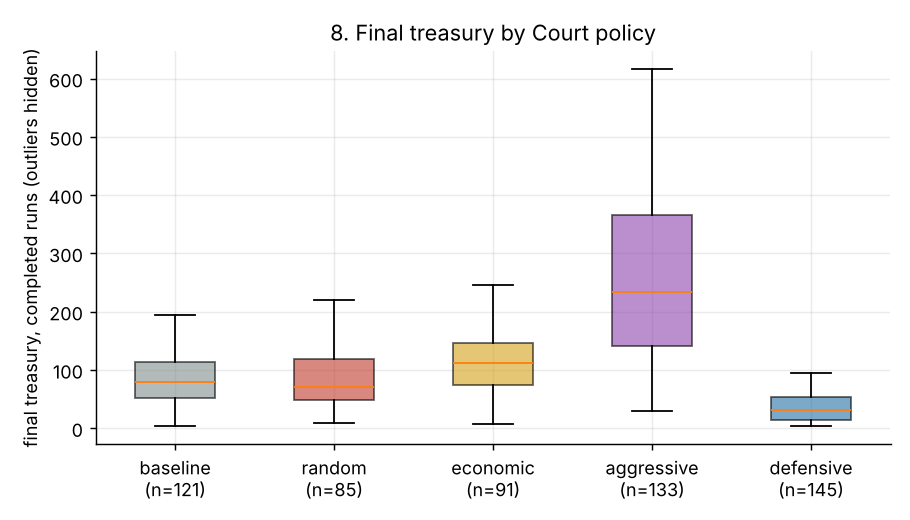 8. Final treasury by Court policy
final treasury, completed runs (outliers hidden)
600
500
400
300
200
100
0
baseline
(n=121)
random
(n=85)
economic
(n=91)
aggressive
(n=133)
defensive
(n=145)